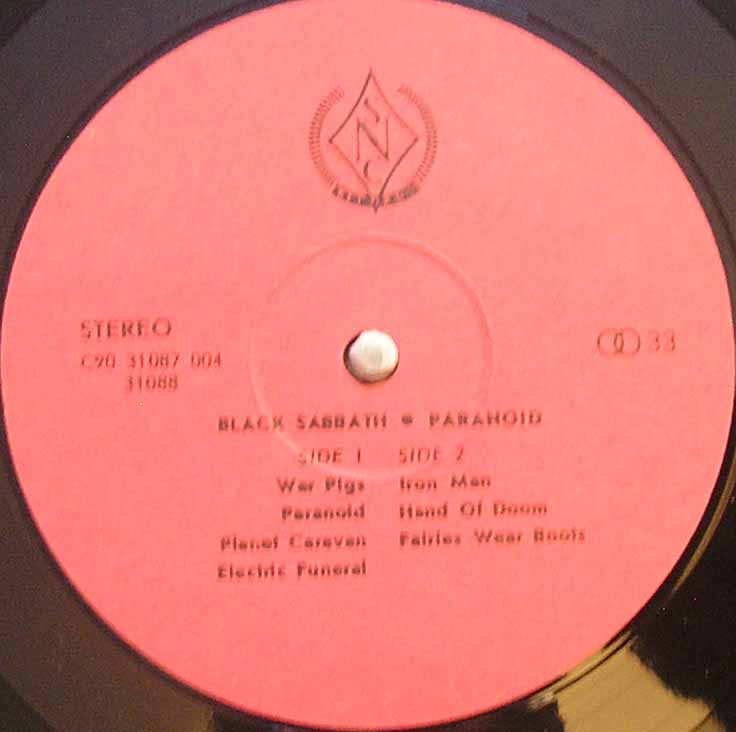 SNC
STEREO
C90 31087 004
31088
33
BLACK SABBATH • PARANOID
SIDE 1 SIDE 2
War Pigs Iron Man
Paranoid Hand Of Doom
Planet Caravan Fairies Wear Boots
Electric Funeral